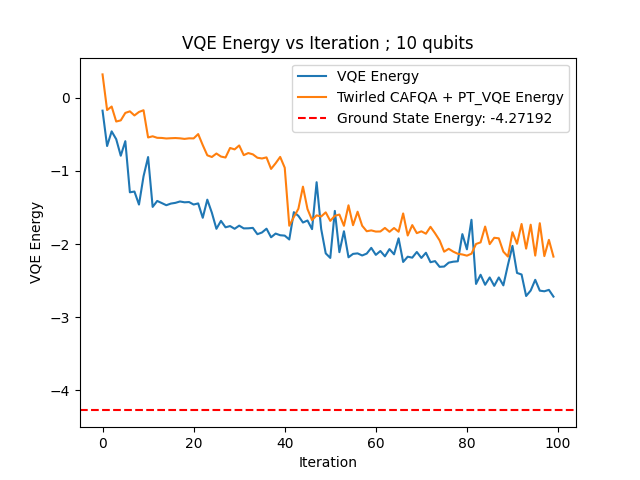 VQE Energy vs Iteration ; 10 qubits
VQE Energy
Twirled CAFQA + PT_VQE Energy
Ground State Energy: -4.27192
0
−1
−2
−3
−4
VQE Energy
0 20 40 60 80 100
Iteration